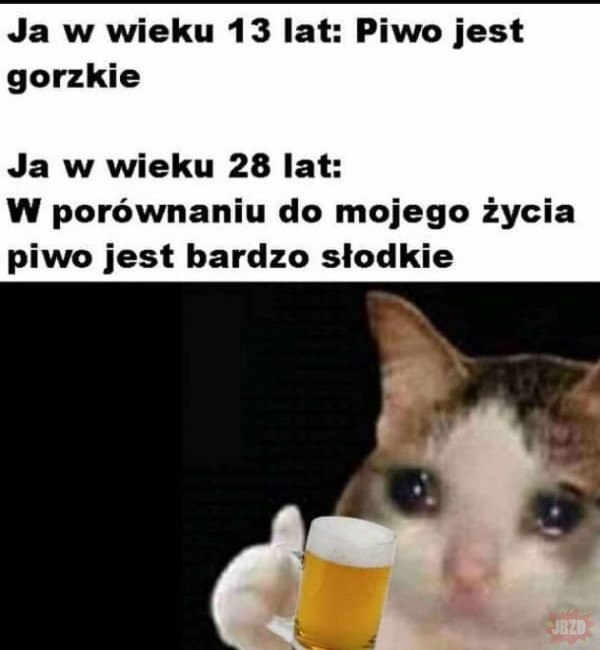 Ja w wieku 13 lat: Piwo jest
gorzkie
Ja w wieku 28 lat:
W porównaniu do mojego życia
piwo jest bardzo słodkie
JBZD